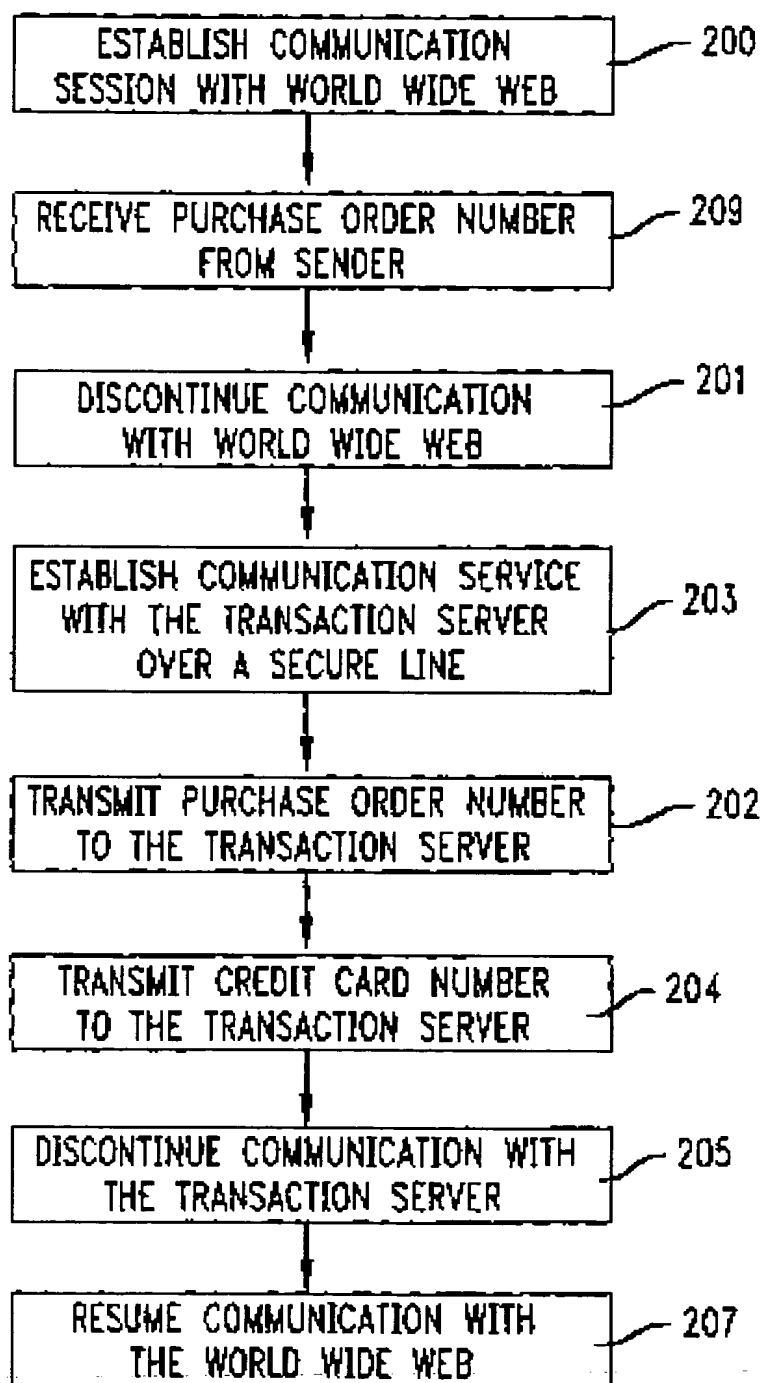 ESTABLISH COMMUNICATION
SESSION WITH WORLD WIDE WEB
200
RECEIVE PURCHASE ORDER NUMBER
FROM SENDER
209
DISCONTINUE COMMUNICATION
WITH WORLD WIDE WEB
201
ESTABLISH COMMUNICATION SERVICE
WITH THE TRANSACTION SERVER
OVER A SECURE LINE
203
TRANSMIT PURCHASE ORDER NUMBER
TO THE TRANSACTION SERVER
202
TRANSMIT CREDIT CARD NUMBER
TO THE TRANSACTION SERVER
204
DISCONTINUE COMMUNICATION WITH
THE TRANSACTION SERVER
205
RESUME COMMUNICATION WITH
THE WORLD WIDE WEB
207